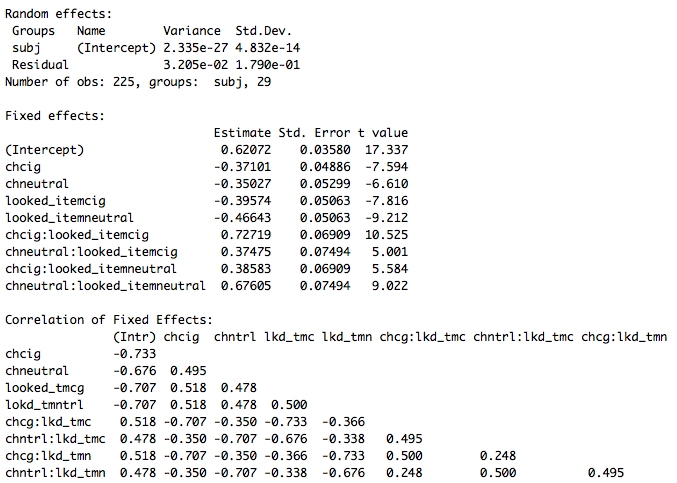 Random effects:
 Groups   Name        Variance  Std.Dev.
 subj     (Intercept) 2.335e-27 4.832e-14
 Residual             3.205e-02 1.790e-01
Number of obs: 225, groups:  subj, 29
Fixed effects:
                            Estimate Std. Error t value
(Intercept)                  0.62072    0.03580  17.337
chcig                       -0.37101    0.04886  -7.594
chneutral                   -0.35027    0.05299  -6.610
looked_itemcig              -0.39574    0.05063  -7.816
looked_itemneutral          -0.46643    0.05063  -9.212
chcig:looked_itemcig         0.72719    0.06909  10.525
chneutral:looked_itemcig     0.37475    0.07494   5.001
chcig:looked_itemneutral     0.38583    0.06909   5.584
chneutral:looked_itemneutral  0.67605    0.07494   9.022
Correlation of Fixed Effects:
              (Intr) chcig  chntrl lkd_tmc lkd_tmn chcg:lkd_tmc chntrl:lkd_tmc chcg:lkd_tmn
chcig         -0.733
chneutral     -0.676  0.495
looked_tmcg   -0.707  0.518  0.478
lokd_tmntrl   -0.707  0.518  0.478  0.500
chcg:lkd_tmc   0.518 -0.707 -0.350 -0.733  -0.366
chntrl:lkd_tmc 0.478 -0.350 -0.707 -0.676  -0.338   0.495
chcg:lkd_tmn   0.518 -0.707 -0.350 -0.366  -0.733   0.500        0.248
chntrl:lkd_tmn 0.478 -0.350 -0.707 -0.338  -0.676   0.248        0.500          0.495